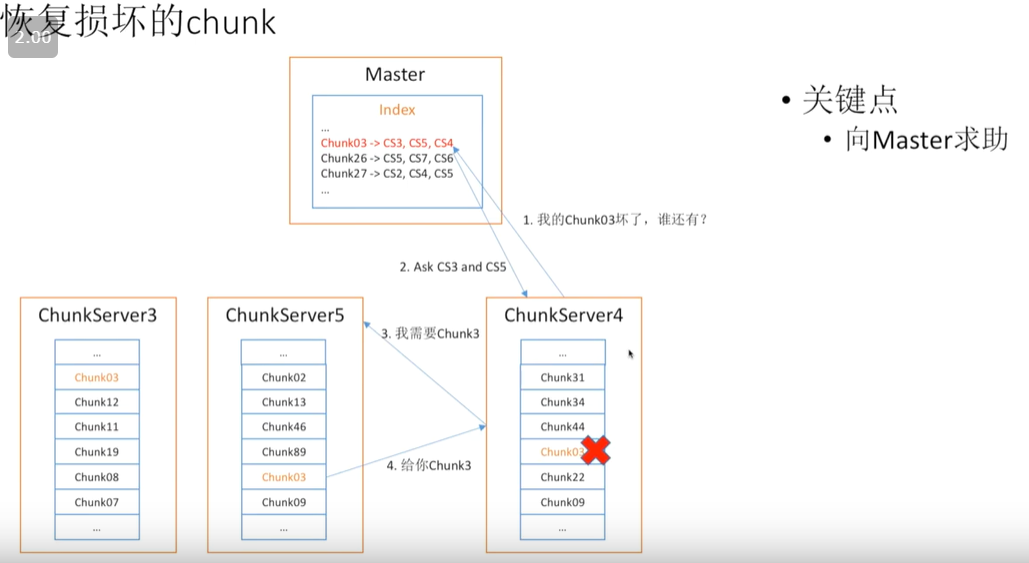 恢复损坏的chunk
2.00
Master
Index
...
Chunk03 -> CS3, CS5, CS4
Chunk26 -> CS5, CS7, CS6
Chunk27 -> CS2, CS4, CS5
...
• 关键点
• 向Master求助
1. 我的Chunk03坏了，谁还有？
2. Ask CS3 and CS5
ChunkServer3
...
Chunk03
Chunk12
Chunk11
Chunk19
Chunk08
Chunk07
...
ChunkServer5
...
Chunk02
Chunk13
Chunk46
Chunk89
Chunk03
Chunk09
...
3. 我需要Chunk3
4. 给你Chunk3
ChunkServer4
...
Chunk31
Chunk34
Chunk44
Chunk03
Chunk22
Chunk09
...